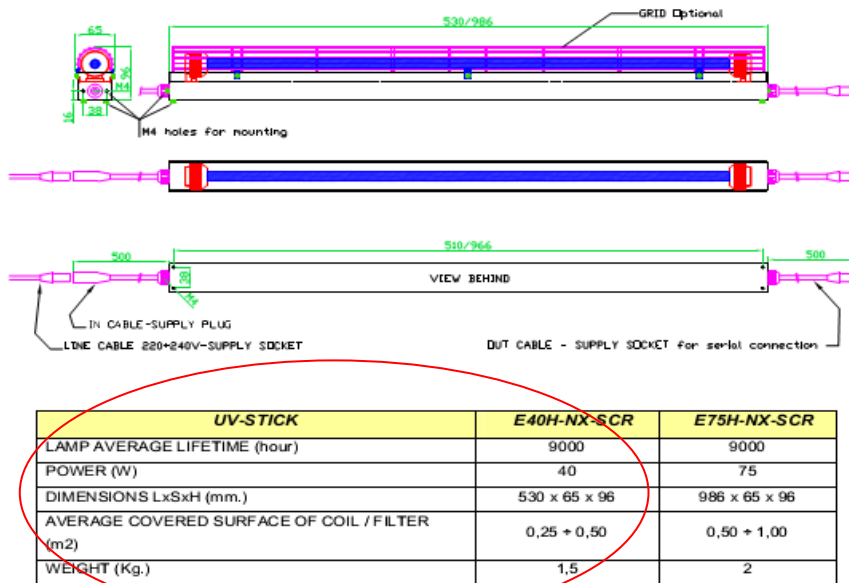 530/986
GRID Optional
65
96
M4
16
38
M4 holes for mounting
510/966
500
500
38
M4
VIEW BEHIND
IN CABLE-SUPPLY PLUG
LINE CABLE 220÷240V-SUPPLY SOCKET
OUT CABLE - SUPPLY SOCKET for serial connection
UV-STICK E40H-NX-SCR E75H-NX-SCR
LAMP AVERAGE LIFETIME (hour) 9000 9000
POWER (W) 40 75
DIMENSIONS LxSxH (mm.) 530 x 65 x 96 986 x 65 x 96
AVERAGE COVERED SURFACE OF COIL / FILTER
(m2) 0,25 ÷ 0,50 0,50 ÷ 1,00
WEIGHT (Kg.) 1,5 2